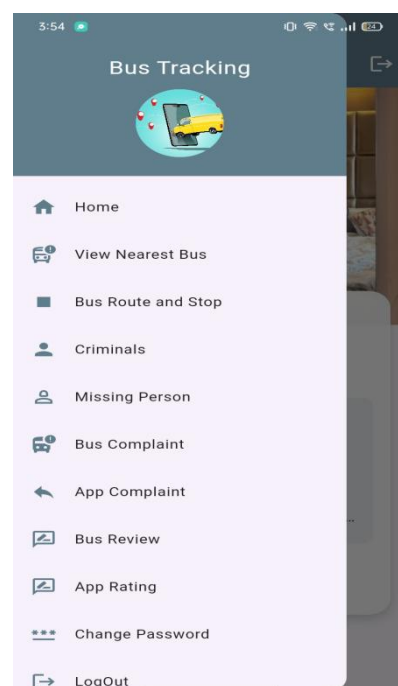 3:54
24
Bus Tracking
Home
View Nearest Bus
Bus Route and Stop
Criminals
Missing Person
Bus Complaint
App Complaint
Bus Review
App Rating
Change Password
LogOut
...